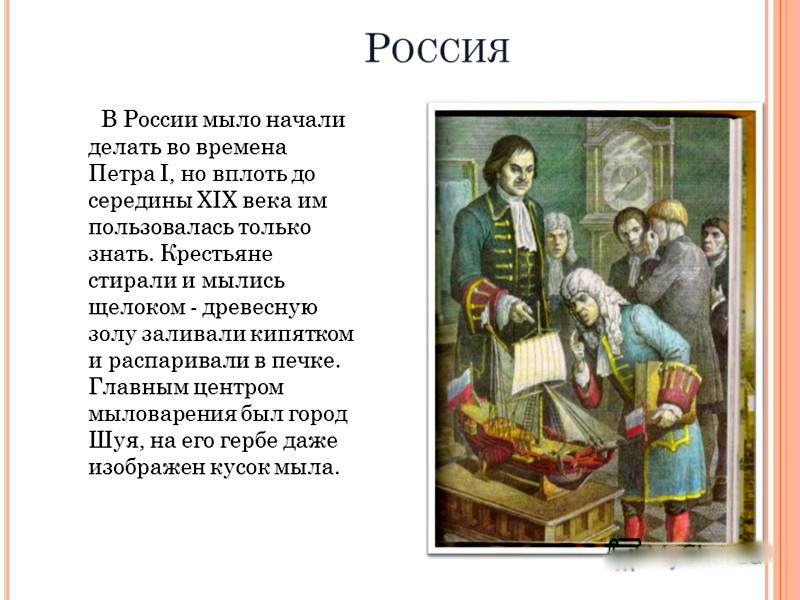 Россия
В России мыло начали
делать во времена
Петра I, но вплоть до
середины XIX века им
пользовалась только
знать. Крестьяне
стирали и мылись
щелоком - древесную
золу заливали кипятком
и распаривали в печке.
Главным центром
мыловарения был город
Шуя, на его гербе даже
изображен кусок мыла.